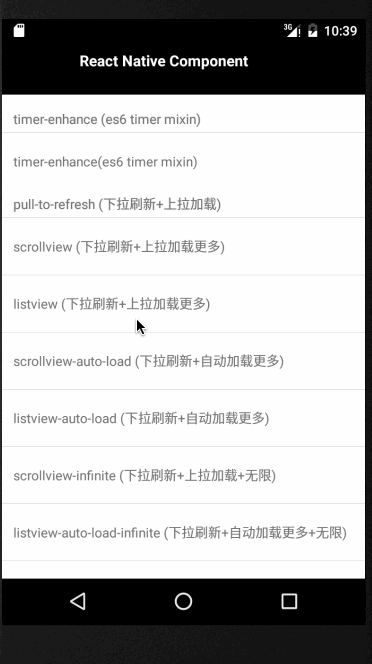 3G 10:39
React Native Component
timer-enhance (es6 timer mixin)
timer-enhance(es6 timer mixin)
pull-to-refresh (下拉刷新+上拉加载)
scrollview (下拉刷新+上拉加载更多)
listview (下拉刷新+上拉加载更多)
scrollview-auto-load (下拉刷新+自动加载更多)
listview-auto-load (下拉刷新+自动加载更多)
scrollview-infinite (下拉刷新+上拉加载+无限)
listview-auto-load-infinite (下拉刷新+自动加载更多+无限)